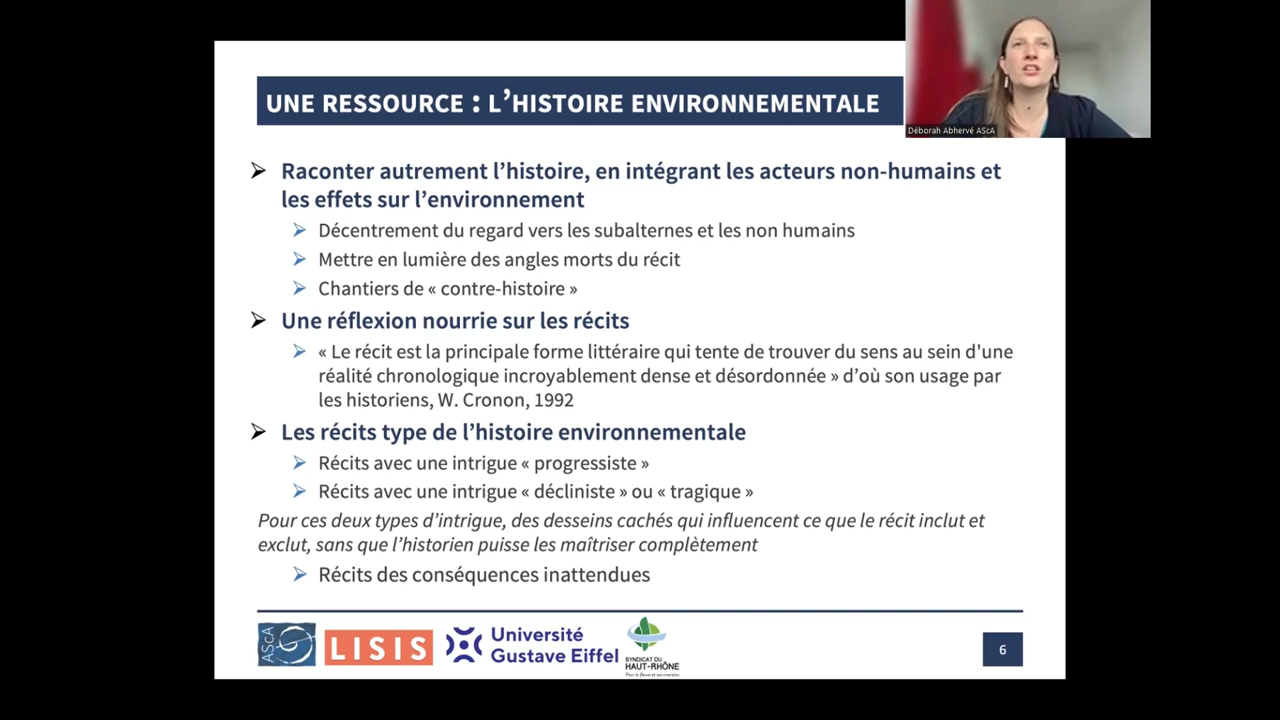 UNE RESSOURCE : L'HISTOIRE ENVIRONNEMENTALE
Déborah Abhervé AScA
Raconter autrement l'histoire, en intégrant les acteurs non-humains et
les effets sur l'environnement
Décentrement du regard vers les subalternes et les non humains
Mettre en lumière des angles morts du récit
Chantiers de « contre-histoire »
Une réflexion nourrie sur les récits
« Le récit est la principale forme littéraire qui tente de trouver du sens au sein d'une
réalité chronologique incroyablement dense et désordonnée » d'où son usage par
les historiens, W. Cronon, 1992
Les récits type de l'histoire environnementale
Récits avec une intrigue « progressiste »
Récits avec une intrigue « décliniste » ou « tragique »
Pour ces deux types d'intrigue, des desseins cachés qui influencent ce que le récit inclut et
exclut, sans que l'historien puisse les maîtriser complètement
Récits des conséquences inattendues
AScA
LISIS
Université
Gustave Eiffel
SYNDICAT DU
HAUT-RHÔNE
Pour le fleuve et ses riverains
6